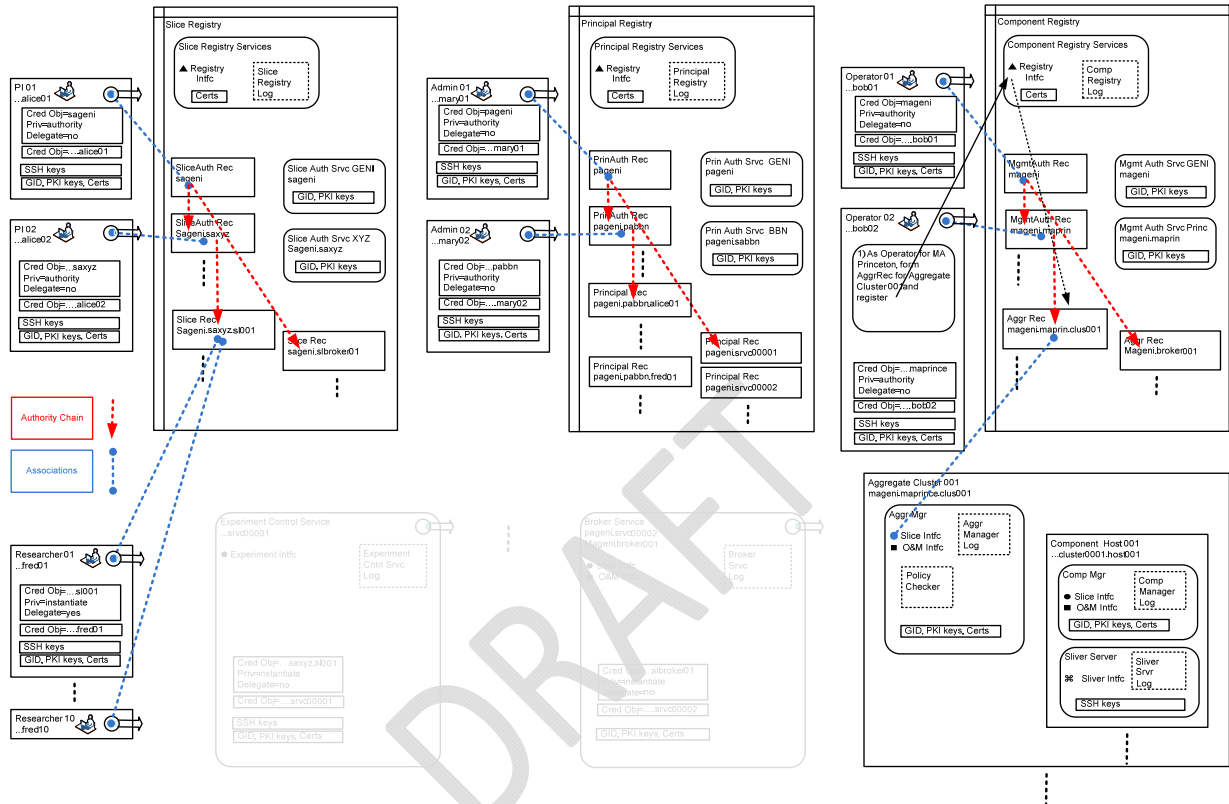 Slice Registry
Slice Registry Services
Registry
Intfc
Certs
Slice
Registry
Log
PI 01
...alice01
Cred Obj=sageni
Priv=authority
Delegate=no
Cred Obj=....alice01
SSH keys
GID, PKI keys, Certs
SliceAuth Rec
sageni
Slice Auth Srvc GENI
sageni
GID, PKI keys
PI 02
...alice02
Cred Obj=...saxyz
Priv=authority
Delegate=no
Cred Obj=....alice02
SSH keys
GID, PKI keys, Certs
SliceAuth Rec
Sageni.saxyz
Slice Auth Srvc XYZ
Sageni.saxyz
GID, PKI keys
Slice Rec
Sageni.saxyz.sl001
Slice Rec
sageni.slbroker01
Authority Chain
Associations
Principal Registry
Principal Registry Services
Registry
Intfc
Certs
Principal
Registry
Log
Admin 01
...mary01
Cred Obj=pageni
Priv=authority
Delegate=no
Cred Obj=....mary01
SSH keys
GID, PKI keys, Certs
PrinAuth Rec
pageni
Prin Auth Srvc GENI
pageni
GID, PKI keys
Admin 02
...mary02
Cred Obj=...pabbn
Priv=authority
Delegate=no
Cred Obj=....mary02
SSH keys
GID, PKI keys, Certs
PrinAuth Rec
pageni.pabbn
Prin Auth Srvc BBN
pageni.sabbn
GID, PKI keys
Principal Rec
pageni.pabbn.alice01
Principal Rec
pageni.srvc00001
Principal Rec
pageni.pabbn.fred01
Principal Rec
pageni.srvc00002
Component Registry
Component Registry Services
Registry
Intfc
Certs
Comp
Registry
Log
Operator 01
...bob01
Cred Obj=mageni
Priv=authority
Delegate=no
Cred Obj=....bob01
SSH keys
GID, PKI keys, Certs
MgmtAuth Rec
mageni
Mgmt Auth Srvc GENI
mageni
GID, PKI keys
Operator 02
...bob02
1) As Operator for MA
Princeton, form
AggrRec for Aggregate
Cluster001 and
register
Cred Obj=....maprince
Priv=authority
Delegate=no
Cred Obj=....bob02
SSH keys
GID, PKI keys, Certs
MgmtAuth Rec
mageni.maprin
Mgmt Auth Srvc Princ
mageni.maprin
GID, PKI keys
Aggr Rec
mageni.maprin.clus001
Aggr Rec
Mageni.broker001
Researcher 01
...fred01
Cred Obj=...sl001
Priv=instantiate
Delegate=yes
Cred Obj=....fred01
SSH keys
GID, PKI keys, Certs
Researcher 10
...fred10
Experiment Control Service
...srvc00001
Experiment Intfc
Experiment
Cntl Srvc
Log
Cred Obj=...saxyz.sl001
Priv=instantiate
Delegate=no
Cred Obj=....srvc00001
SSH keys
GID, PKI keys, Certs
Broker Service
pageni.srvc00002
Mageni.broker001
Slice Intfc
O&M Intfc
Broker
Srvc
Log
Cred Obj=...slbroker01
Priv=instantiate
Delegate=no
Cred Obj=....srvc00002
SSH keys
GID, PKI keys, Certs
Aggregate Cluster 001
mageni.maprince.clus001
Aggr Mgr
Slice Intfc
O&M Intfc
Aggr
Manager
Log
Policy
Checker
GID, PKI keys, Certs
Component Host 001
...cluster0001.host001
Comp Mgr
Slice Intfc
O&M Intfc
Comp
Manager
Log
GID, PKI keys, Certs
Sliver Server
Sliver Intfc
Sliver
Srvr
Log
SSH keys
DRAFT